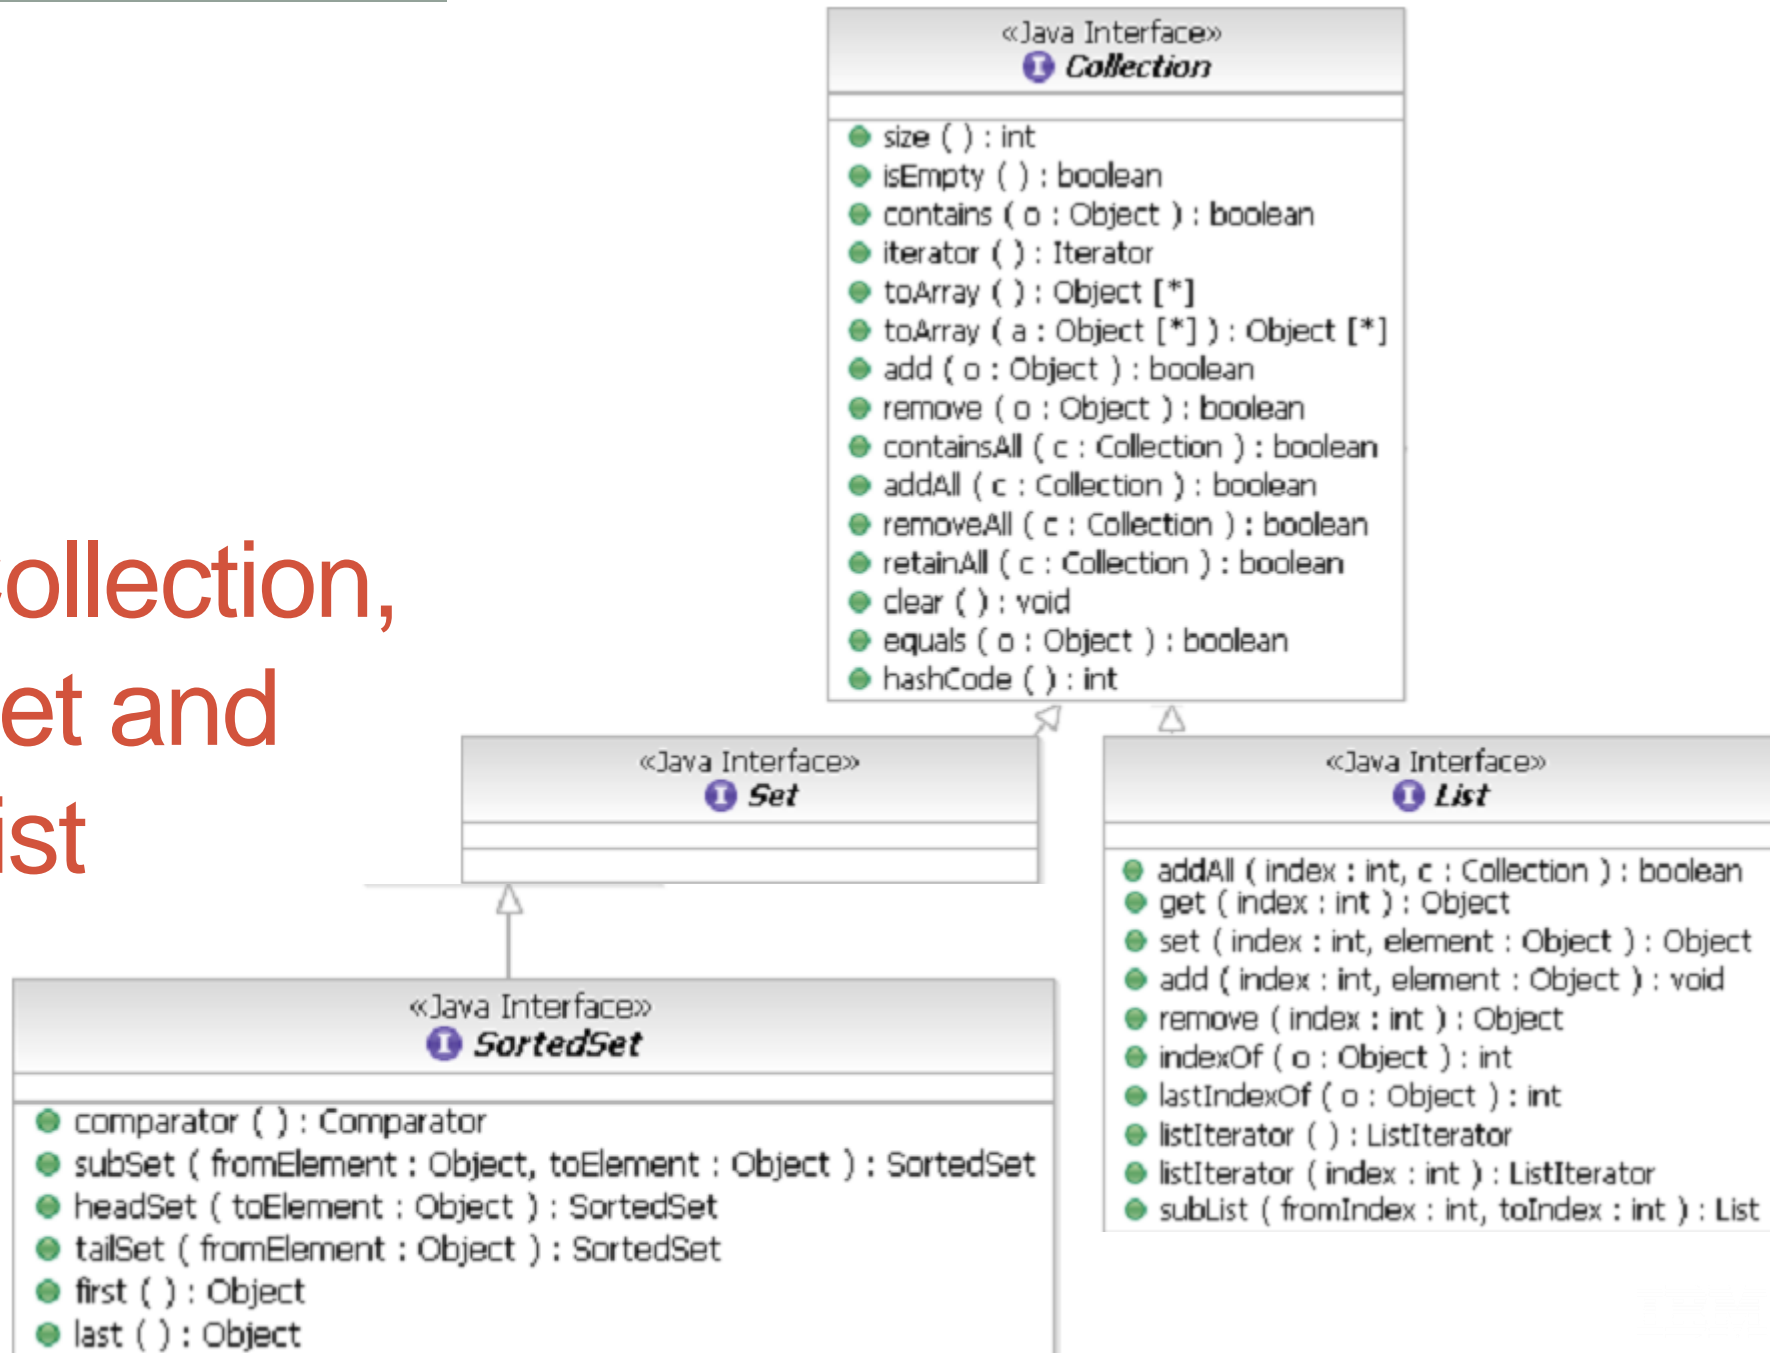 ollection,
et and
ist
«Java Interface»
I Collection
size ( ) : int
isEmpty ( ) : boolean
contains ( o : Object ) : boolean
iterator ( ) : Iterator
toArray ( ) : Object [*]
toArray ( a : Object [*] ) : Object [*]
add ( o : Object ) : boolean
remove ( o : Object ) : boolean
containsAll ( c : Collection ) : boolean
addAll ( c : Collection ) : boolean
removeAll ( c : Collection ) : boolean
retainAll ( c : Collection ) : boolean
clear ( ) : void
equals ( o : Object ) : boolean
hashCode ( ) : int
«Java Interface»
I Set
«Java Interface»
I List
addAll ( index : int, c : Collection ) : boolean
get ( index : int ) : Object
set ( index : int, element : Object ) : Object
add ( index : int, element : Object ) : void
remove ( index : int ) : Object
indexOf ( o : Object ) : int
lastIndexOf ( o : Object ) : int
listIterator ( ) : ListIterator
listIterator ( index : int ) : ListIterator
subList ( fromIndex : int, toIndex : int ) : List
«Java Interface»
I SortedSet
comparator ( ) : Comparator
subSet ( fromElement : Object, toElement : Object ) : SortedSet
headSet ( toElement : Object ) : SortedSet
tailSet ( fromElement : Object ) : SortedSet
first ( ) : Object
last ( ) : Object